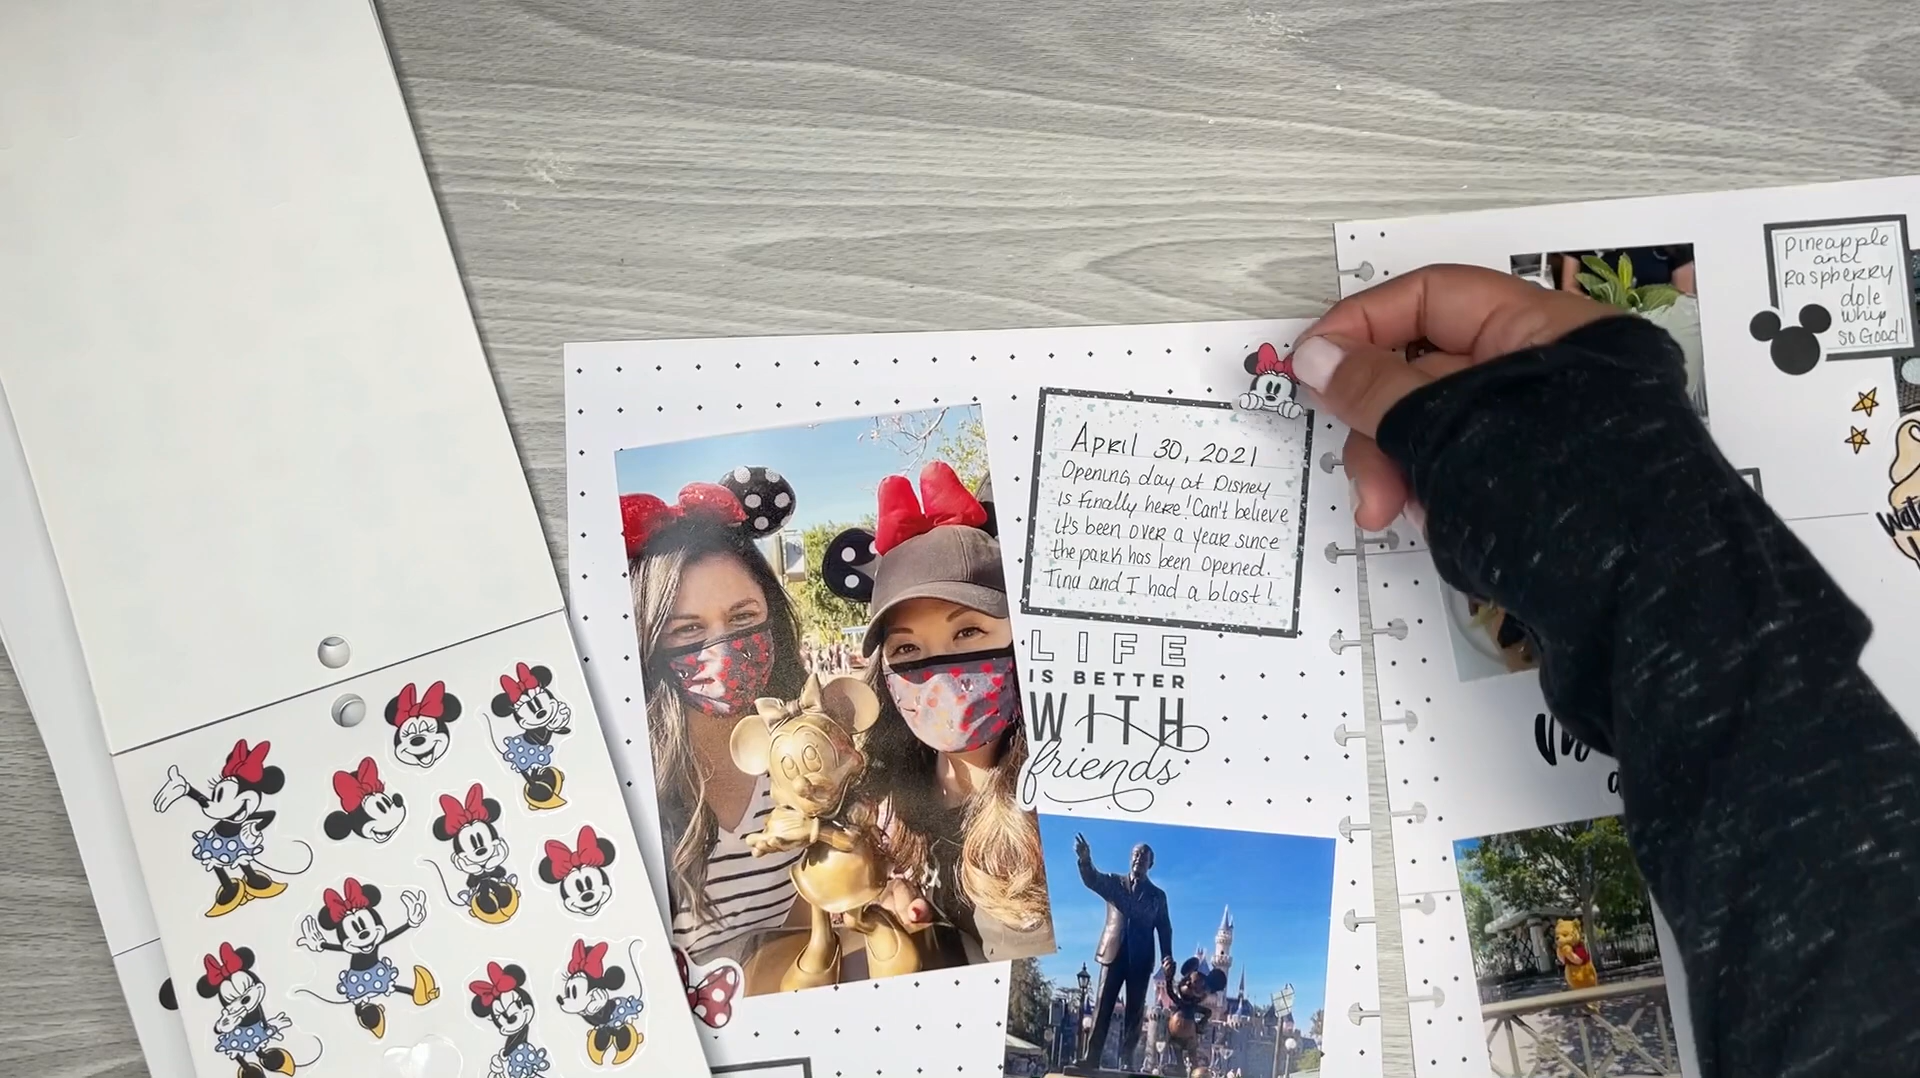 April 30, 2021
Opening day at Disney
is finally here! Can't believe
it's been over a year since
the park has been opened.
Tina and I had a blast!
LIFE
IS BETTER
WITH
friends
pineapple
and
raspberry
dole
whip
so Good!